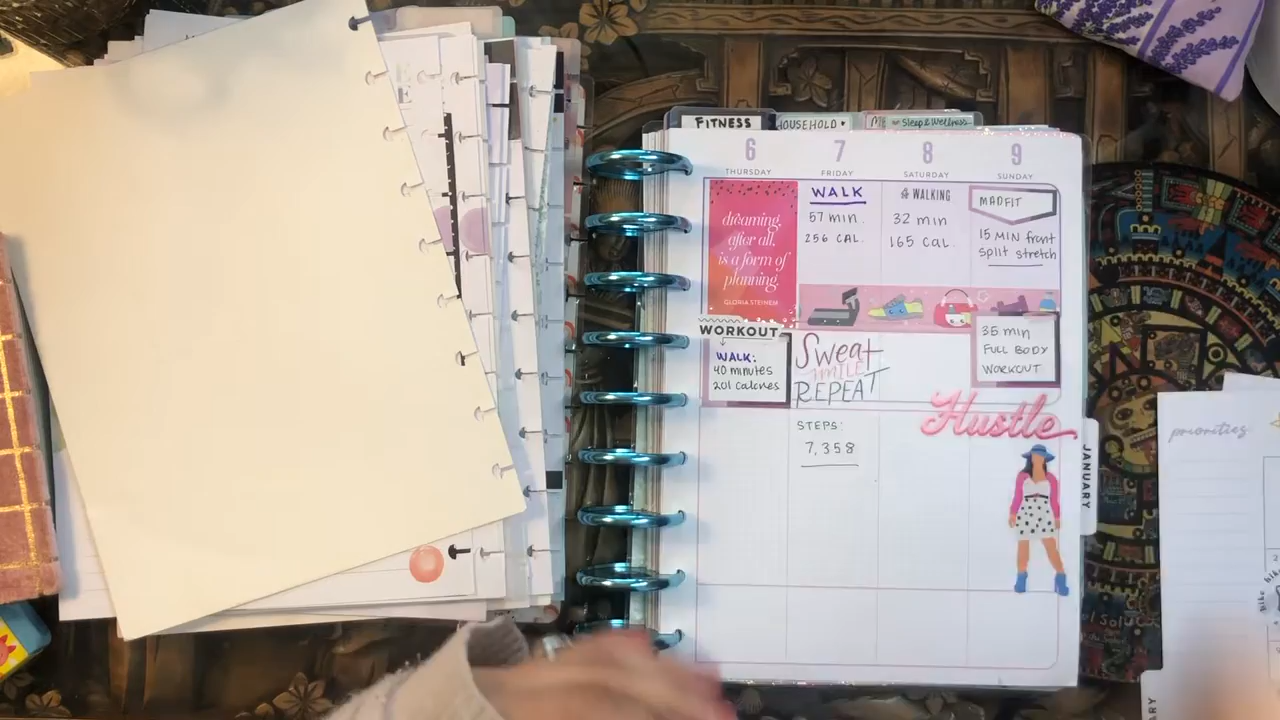 FITNESS
OUSEHOLD
Sleep & Wellness
6
THURSDAY
7
FRIDAY
8
SATURDAY
9
SUNDAY
dreaming,
after all,
is a form of
planning.
GLORIA STEINEM
WORKOUT
WALK:
40 minutes
201 calories
WALK
57 min.
256 CAL.
Sweat
SMILE
REPEAT
STEPS:
7,358
WALKING
32 min
165 CAL.
MADFIT
15 MIN front
split stretch
35 min
FULL BODY
WORKOUT
Hustle
JANUARY
priorities